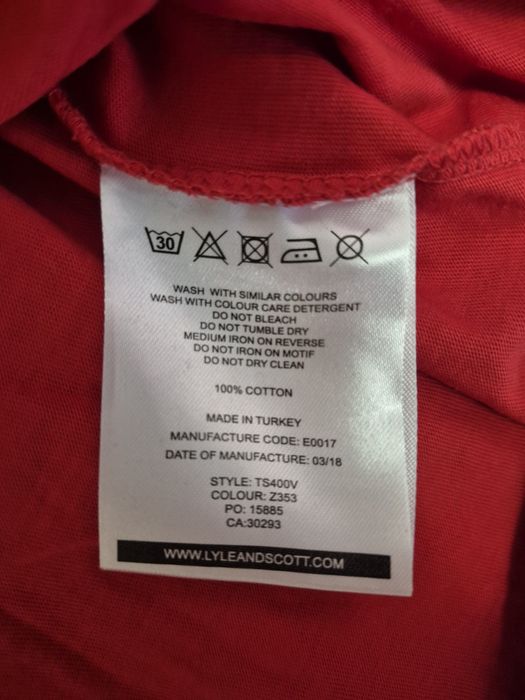 30
WASH WITH SIMILAR COLOURS
WASH WITH COLOUR CARE DETERGENT
DO NOT BLEACH
DO NOT TUMBLE DRY
MEDIUM IRON ON REVERSE
DO NOT IRON ON MOTIF
DO NOT DRY CLEAN
100% COTTON
MADE IN TURKEY
MANUFACTURE CODE: E0017
DATE OF MANUFACTURE: 03/18
STYLE: TS400V
COLOUR: Z353
PO: 15885
CA:30293
WWW.LYLEANDSCOTT.COM